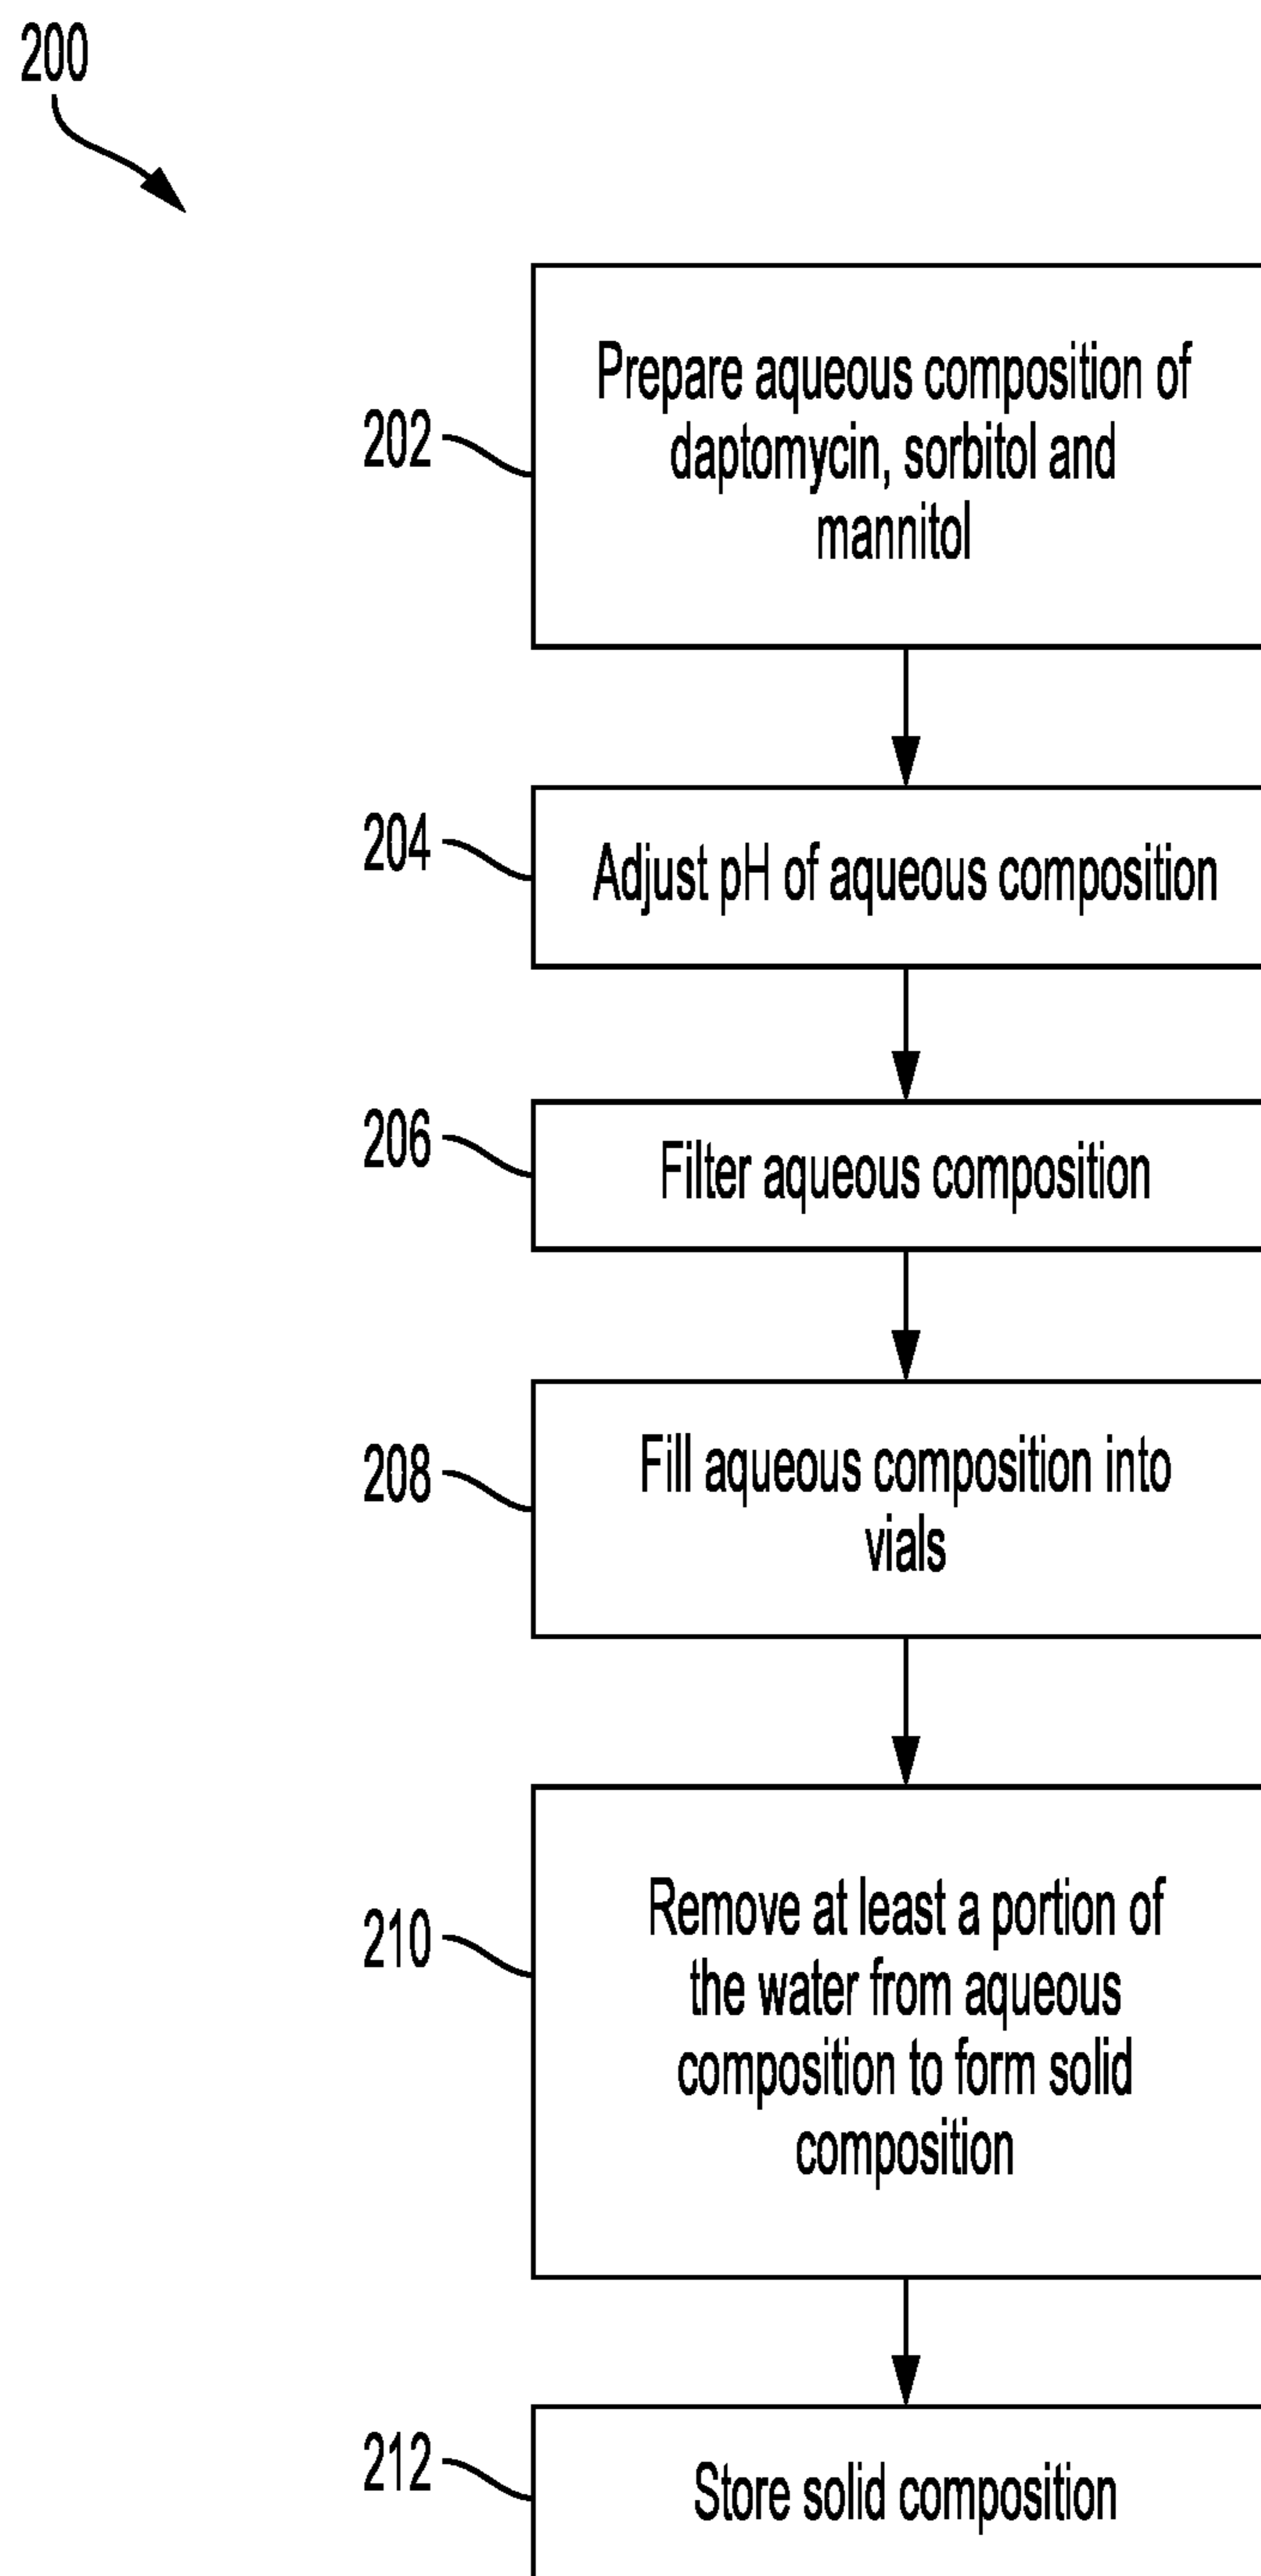 200
202
Prepare aqueous composition of
daptomycin, sorbitol and
mannitol
204
Adjust pH of aqueous composition
206
Filter aqueous composition
208
Fill aqueous composition into
vials
210
Remove at least a portion of
the water from aqueous
composition to form solid
composition
212
Store solid composition